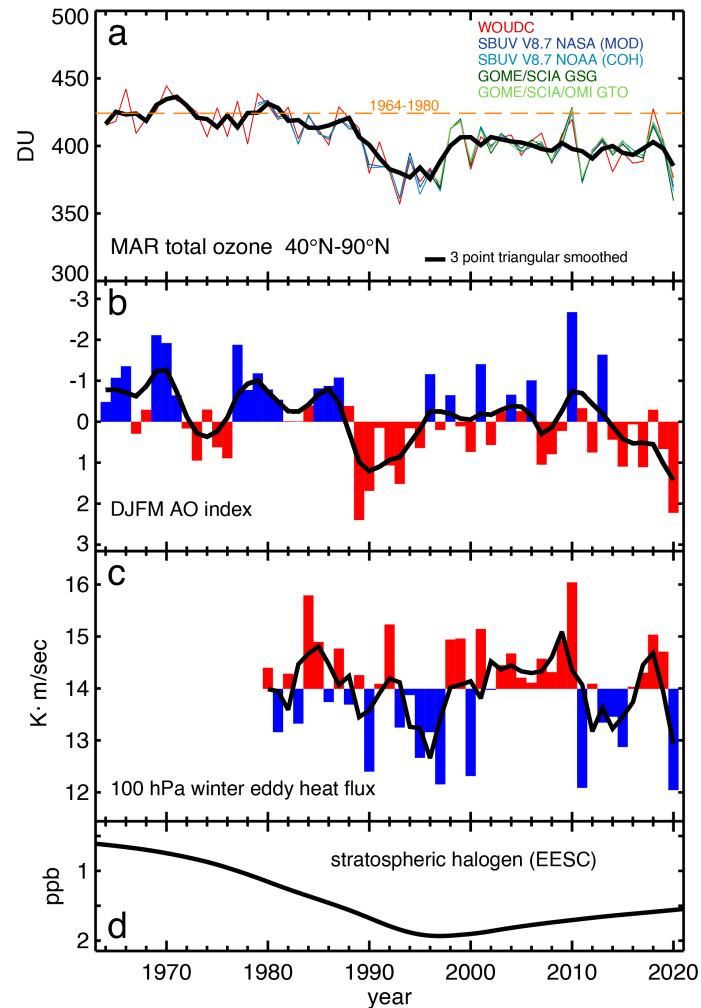 500
a
WOUDC
SBUV V8.7 NASA (MOD)
SBUV V8.7 NOAA (COH)
GOME/SCIA GSG
GOME/SCIA/OMI GTO
450
1964-1980
400
DU
350
MAR total ozone 40°N-90°N
3 point triangular smoothed
300
b
-3
-2
-1
0
1
2
3
DJFM AO index
c
16
15
14
13
12
K· m/sec
100 hPa winter eddy heat flux
stratospheric halogen (EESC)
1
ppb
2
d
1970 1980 1990 2000 2010 2020
year